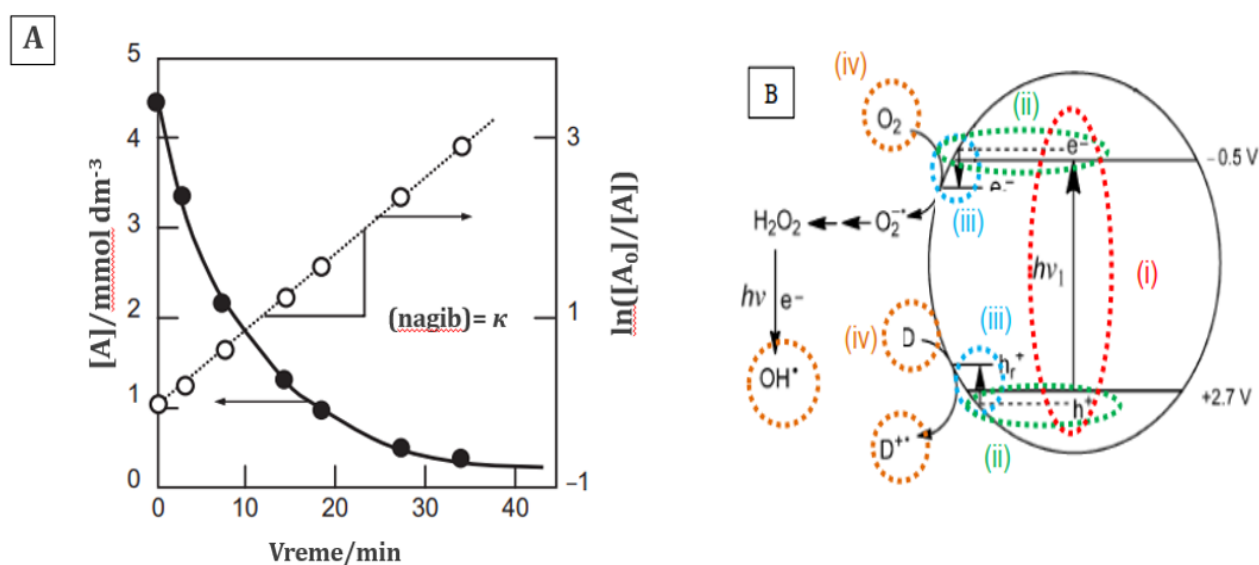 A
5
4
3
2
1
0
[A]/mmol dm-3
3
1
–1
ln([A0]/[A])
(nagib)= κ
0
10
20
30
40
Vreme/min
B
(iv)
O2
(ii)
e–
– 0.5 V
(iii)
H2O2
O2–•
hν1
(i)
hν
e–
(iii)
(iv)
D
hr+
OH•
+2.7 V
h+
D+•
(ii)